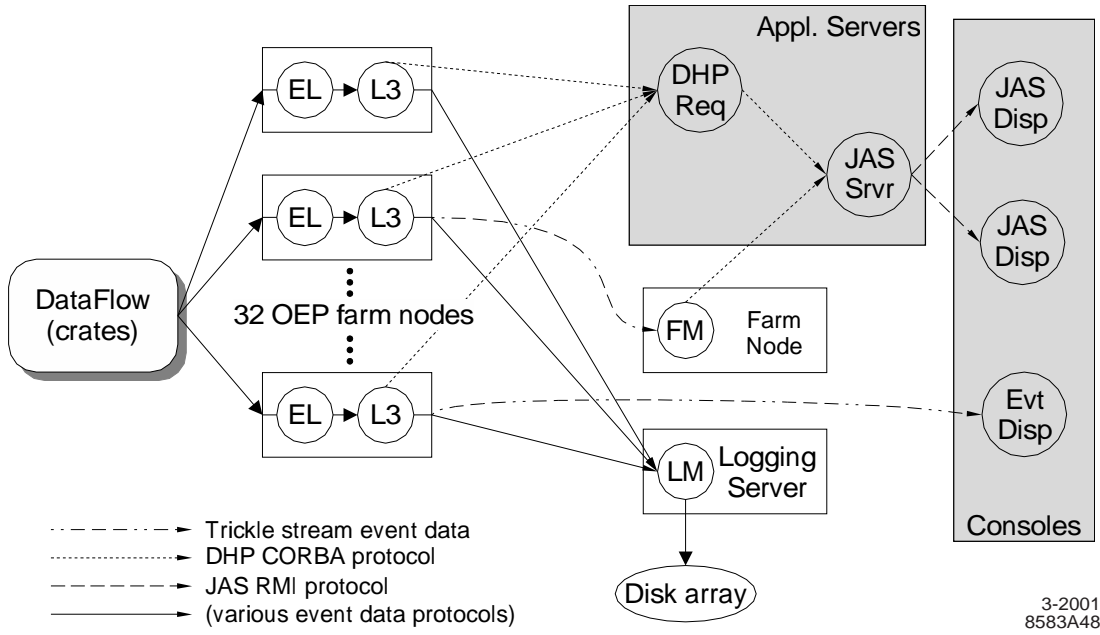 Appl. Servers
EL
L3
DHP
Req
JAS
Disp
JAS
Srvr
EL
L3
JAS
Disp
DataFlow
(crates)
32 OEP farm nodes
FM
Farm
Node
EL
L3
Evt
Disp
LM
Logging
Server
Consoles
Trickle stream event data
DHP CORBA protocol
JAS RMI protocol
(various event data protocols)
Disk array
3-2001
8583A48